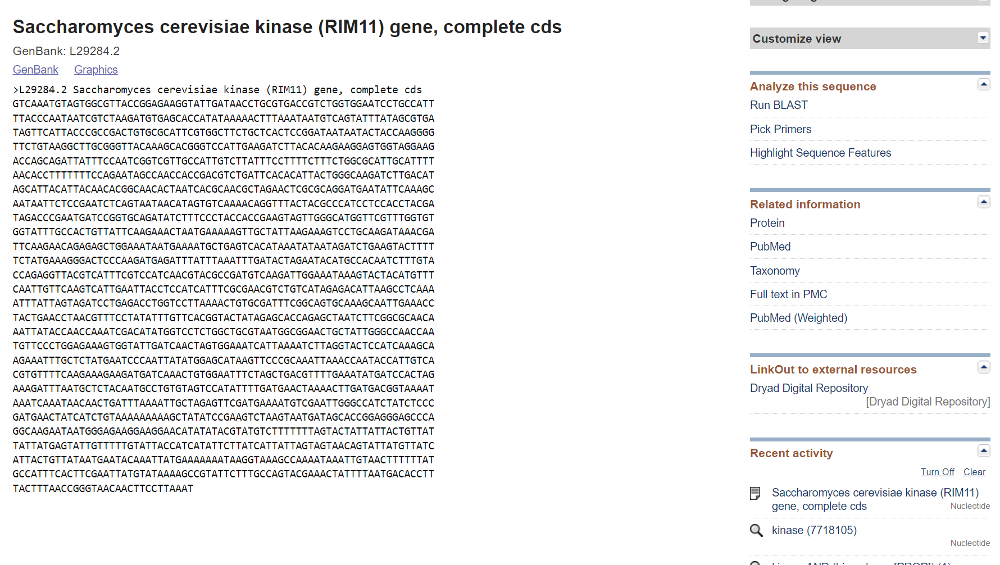 Saccharomyces cerevisiae kinase (RIM11) gene, complete cds
GenBank: L29284.2
GenBank Graphics
>L29284.2 Saccharomyces cerevisiae kinase (RIM11) gene, complete cds
GTCAAATGTAGTGGCGTTACCGGAGAAGGTATTGATAACCTGCGTGACCGTCTGGTGGAATCCTGCCATT
TTACCCAATAATCGTCTAAGATGTGAGCACCATATAAAAACTTTAAATAATGTCAGTATTTATAGCGTGA
TAGTTCATTACCCGCCGACTGTGCGCATTCGTGGCTTCTGCTCACTCCGGATAATAATACTACCAAGGGG
TTCTGTAAGGCTTGCGGGTTACAAAGCACGGGTCCATTGAAGATCTTACACAAGAAGGAGTGGTAGGAAG
ACCAGCAGATTATTTCCAATCGGTCGTTGCCATTGTCTTATTTCCTTTTCTTTCTGGCGCATTGCATTTT
AACACCTTTTTTTCCAGAATAGCCAACCACCGACGTCTGATTCACACATTACTGGGCAAGATCTTGACAT
AGCATTACATTACAACACGGCAACACTAATCACGCAACGCTAGAACTCGCGCAGGATGAATATTCAAAGC
AATAATTCTCCGAATCTCAGTAATAACATAGTGTCAAAACAGGTTTACTACGCCCATCCTCCACCTACGA
TAGACCCGAATGATCCGGTGCAGATATCTTTCCCTACCACCGAAGTAGTTGGGCATGGTTCGTTTGGTGT
GGTATTTGCCACTGTTATTCAAGAAACTAATGAAAAAGTTGCTATTAAGAAAGTCCTGCAAGATAAACGA
TTCAAGAACAGAGAGCTGGAAATAATGAAAATGCTGAGTCACATAAATATAATAGATCTGAAGTACTTTT
TCTATGAAAGGGACTCCCAAGATGAGATTTATTTAAATTTGATACTAGAATACATGCCACAATCTTTGTA
CCAGAGGTTACGTCATTTCGTCCATCAACGTACGCCGATGTCAAGATTGGAAATAAAGTACTACATGTTT
CAATTGTTCAAGTCATTGAATTACCTCCATCATTTCGCGAACGTCTGTCATAGAGACATTAAGCCTCAAA
ATTTATTAGTAGATCCTGAGACCTGGTCCTTAAAACTGTGCGATTTCGGCAGTGCAAAGCAATTGAAACC
TACTGAACCTAACGTTTCCTATATTTGTTCACGGTACTATAGAGCACCAGAGCTAATCTTCGGCGCAACA
AATTATACCAACCAAATCGACATATGGTCCTCTGGCTGCGTAATGGCGGAACTGCTATTGGGCCAACCAA
TGTTCCCTGGAGAAAGTGGTATTGATCAACTAGTGGAAATCATTAAAATCTTAGGTACTCCATCAAAGCA
AGAAATTTGCTCTATGAATCCCAATTATATGGAGCATAAGTTCCCGCAAATTAAACCAATACCATTGTCA
CGTGTTTTCAAGAAAGAAGATGATCAAACTGTGGAATTTCTAGCTGACGTTTTGAAATATGATCCACTAG
AAAGATTTAATGCTCTACAATGCCTGTGTAGTCCATATTTTGATGAACTAAAACTTGATGACGGTAAAAT
AAATCAAATAACAACTGATTTAAAATTGCTAGAGTTCGATGAAAATGTCGAATTGGGCCATCTATCTCCC
GATGAACTATCATCTGTAAAAAAAAAGCTATATCCGAAGTCTAAGTAATGATAGCACCGGAGGGAGCCCA
GGCAAGAATAATGGGAGAAGGAAGGAACATATATACGTATGTCTTTTTTTAGTACTATTATTACTGTTAT
TATTATGAGTATTGTTTTTGTATTACCATCATATTCTTATCATTATTAGTAGTAACAGTATTATGTTATC
ATTACTGTTATAATGAATACAAATTATGAAAAAAATAAGGTAAAGCCAAAATAAATTGTAACTTTTTTAT
GCCATTTCACTTCGAATTATGTATAAAAGCCGTATTCTTTGCCAGTACGAAACTATTTTAATGACACCTT
TACTTTAACCGGGTAACAACTTCCTTAAAT
Customize view
Analyze this sequence
Run BLAST
Pick Primers
Highlight Sequence Features
Related information
Protein
PubMed
Taxonomy
Full text in PMC
PubMed (Weighted)
LinkOut to external resources
Dryad Digital Repository
[Dryad Digital Repository]
Recent activity
Turn Off Clear
Saccharomyces cerevisiae kinase (RIM11)
gene, complete cds
Nucleotide
kinase (7718105)
Nucleotide